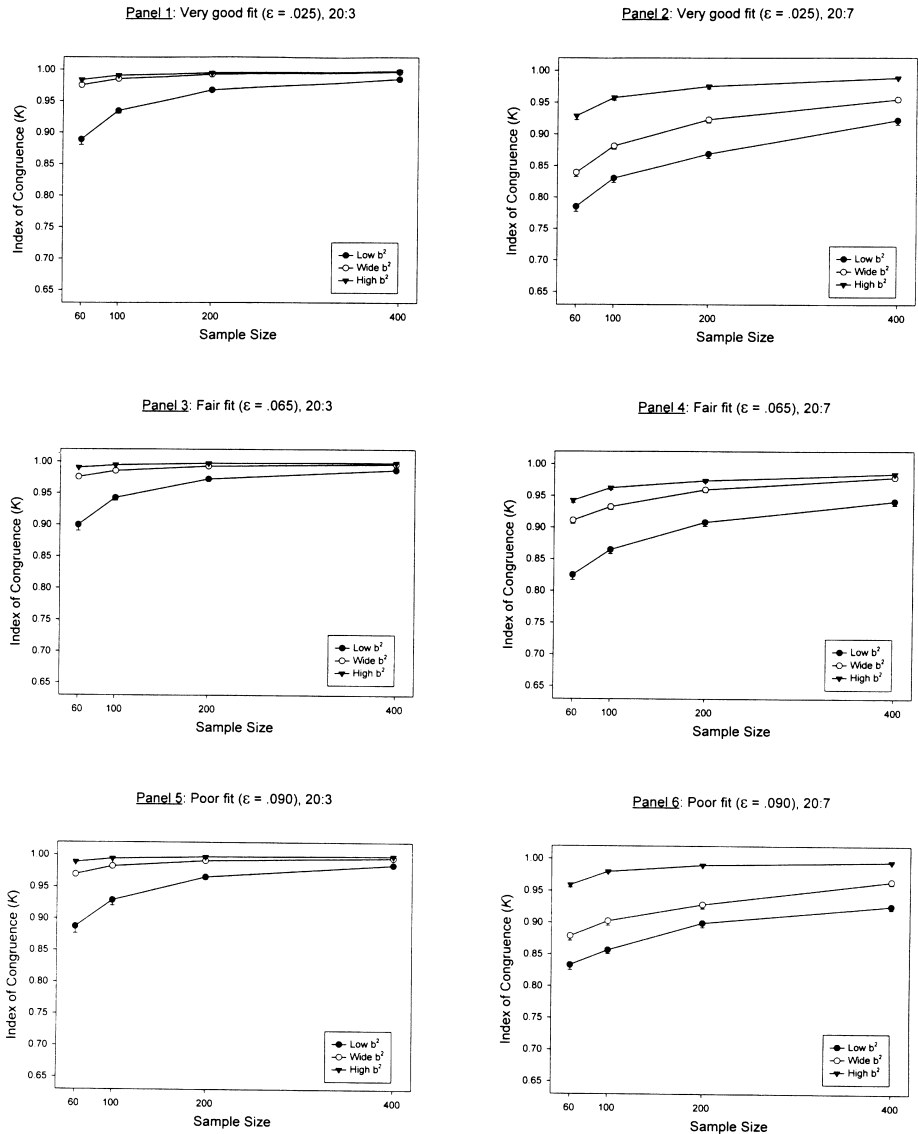 Panel 1: Very good fit (ε = .025), 20:3
Index of Congruence (K)
1.00
0.95
0.90
0.85
0.80
0.75
0.70
0.65
Low b²
Wide b²
High b²
60 100 200 400
Sample Size
Panel 2: Very good fit (ε = .025), 20:7
Index of Congruence (K)
1.00
0.95
0.90
0.85
0.80
0.75
0.70
0.65
Low b²
Wide b²
High b²
60 100 200 400
Sample Size
Panel 3: Fair fit (ε = .065), 20:3
Index of Congruence (K)
1.00
0.95
0.90
0.85
0.80
0.75
0.70
0.65
Low b²
Wide b²
High b²
60 100 200 400
Sample Size
Panel 4: Fair fit (ε = .065), 20:7
Index of Congruence (K)
1.00
0.95
0.90
0.85
0.80
0.75
0.70
0.65
Low b²
Wide b²
High b²
60 100 200 400
Sample Size
Panel 5: Poor fit (ε = .090), 20:3
Index of Congruence (K)
1.00
0.95
0.90
0.85
0.80
0.75
0.70
0.65
Low b²
Wide b²
High b²
60 100 200 400
Sample Size
Panel 6: Poor fit (ε = .090), 20:7
Index of Congruence (K)
1.00
0.95
0.90
0.85
0.80
0.75
0.70
0.65
Low b²
Wide b²
High b²
60 100 200 400
Sample Size